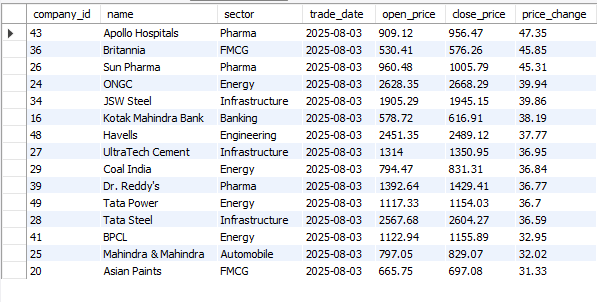 company_id name sector trade_date open_price close_price price_change
43 Apollo Hospitals Pharma 2025-08-03 909.12 956.47 47.35
36 Britannia FMCG 2025-08-03 530.41 576.26 45.85
26 Sun Pharma Pharma 2025-08-03 960.48 1005.79 45.31
24 ONGC Energy 2025-08-03 2628.35 2668.29 39.94
34 JSW Steel Infrastructure 2025-08-03 1905.29 1945.15 39.86
16 Kotak Mahindra Bank Banking 2025-08-03 578.72 616.91 38.19
48 Havells Engineering 2025-08-03 2451.35 2489.12 37.77
27 UltraTech Cement Infrastructure 2025-08-03 1314 1350.95 36.95
29 Coal India Energy 2025-08-03 794.47 831.31 36.84
39 Dr. Reddy's Pharma 2025-08-03 1392.64 1429.41 36.77
49 Tata Power Energy 2025-08-03 1117.33 1154.03 36.7
28 Tata Steel Infrastructure 2025-08-03 2567.68 2604.27 36.59
41 BPCL Energy 2025-08-03 1122.94 1155.89 32.95
25 Mahindra & Mahindra Automobile 2025-08-03 797.05 829.07 32.02
20 Asian Paints FMCG 2025-08-03 665.75 697.08 31.33